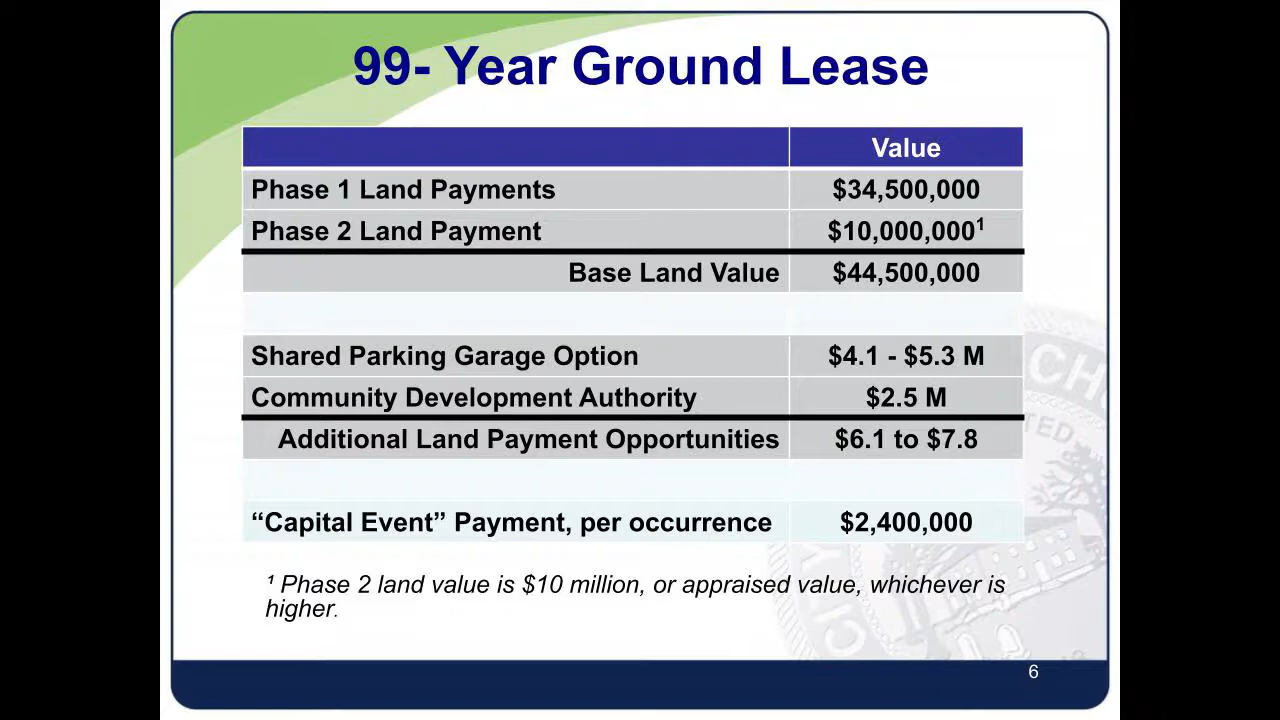 99- Year Ground Lease
Value
Phase 1 Land Payments $34,500,000
Phase 2 Land Payment $10,000,000¹
Base Land Value $44,500,000
Shared Parking Garage Option $4.1 - $5.3 M
Community Development Authority $2.5 M
Additional Land Payment Opportunities $6.1 to $7.8
“Capital Event” Payment, per occurrence $2,400,000
¹ Phase 2 land value is $10 million, or appraised value, whichever is
higher.
6